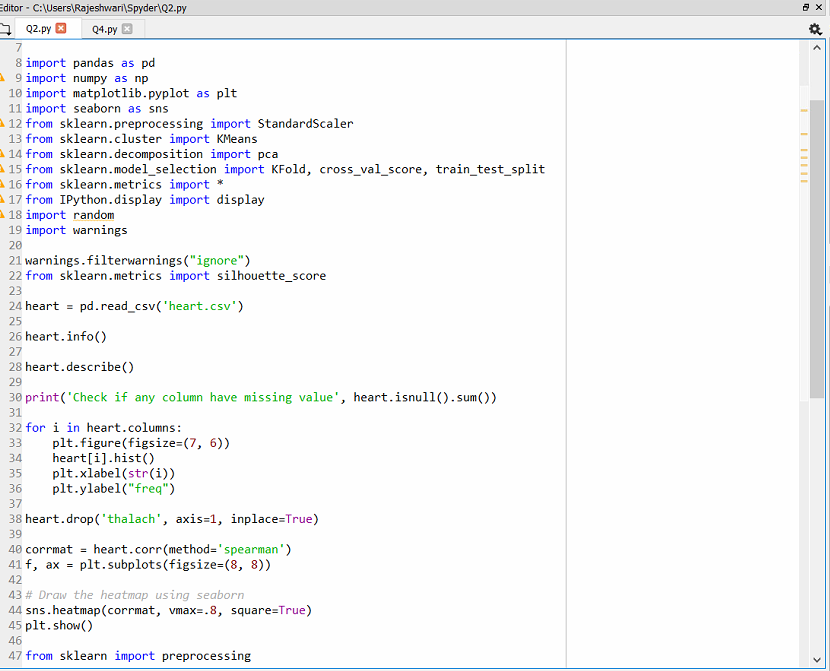 Editor - C:\Users\Rajeshwari\Spyder\Q2.py
Q2.py
Q4.py
7
8 import pandas as pd
9 import numpy as np
10 import matplotlib.pyplot as plt
11 import seaborn as sns
12 from sklearn.preprocessing import StandardScaler
13 from sklearn.cluster import KMeans
14 from sklearn.decomposition import pca
15 from sklearn.model_selection import KFold, cross_val_score, train_test_split
16 from sklearn.metrics import *
17 from IPython.display import display
18 import random
19 import warnings
20
21 warnings.filterwarnings("ignore")
22 from sklearn.metrics import silhouette_score
23
24 heart = pd.read_csv('heart.csv')
25
26 heart.info()
27
28 heart.describe()
29
30 print('Check if any column have missing value', heart.isnull().sum())
31
32 for i in heart.columns:
33     plt.figure(figsize=(7, 6))
34     heart[i].hist()
35     plt.xlabel(str(i))
36     plt.ylabel("freq")
37
38 heart.drop('thalach', axis=1, inplace=True)
39
40 corrmat = heart.corr(method='spearman')
41 f, ax = plt.subplots(figsize=(8, 8))
42
43 # Draw the heatmap using seaborn
44 sns.heatmap(corrmat, vmax=.8, square=True)
45 plt.show()
46
47 from sklearn import preprocessing